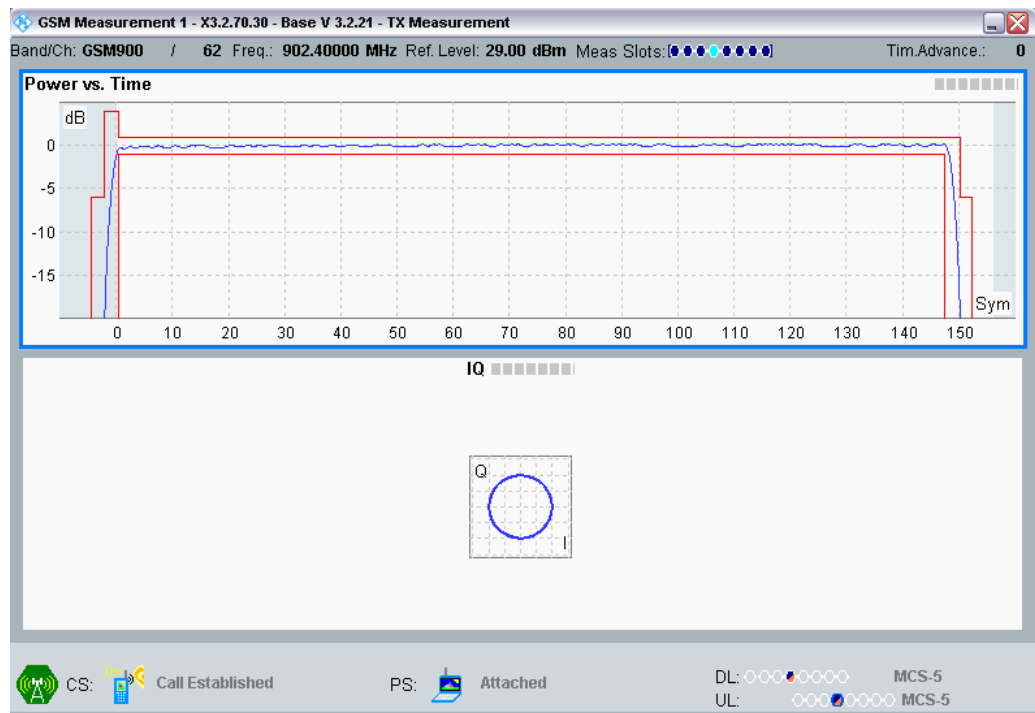 GSM Measurement 1 - X3.2.70.30 - Base V 3.2.21 - TX Measurement
Band/Ch: GSM900 / 62 Freq.: 902.40000 MHz Ref. Level: 29.00 dBm Meas Slots: Tim.Advance.: 0
Power vs. Time
dB
0
-5
-10
-15
Sym
0 10 20 30 40 50 60 70 80 90 100 110 120 130 140 150
IQ
Q
I
CS: Call Established PS: Attached DL: MCS-5
UL: MCS-5